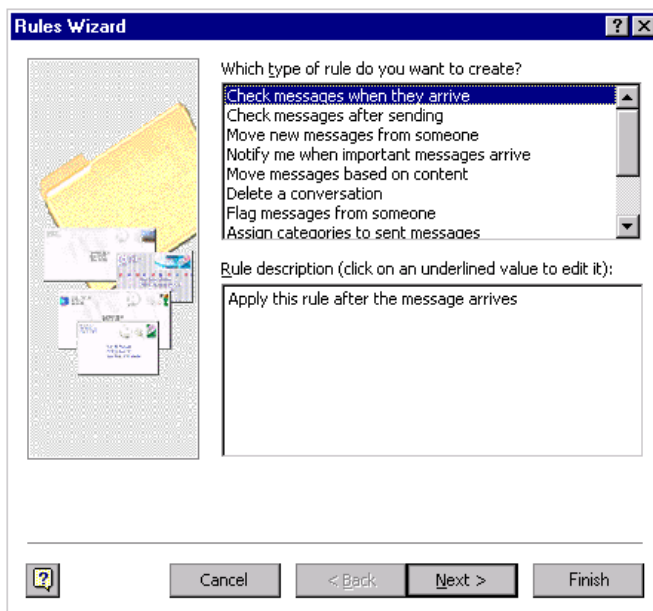 Rules Wizard
Which type of rule do you want to create?
Check messages when they arrive
Check messages after sending
Move new messages from someone
Notify me when important messages arrive
Move messages based on content
Delete a conversation
Flag messages from someone
Assign categories to sent messages
Rule description (click on an underlined value to edit it):
Apply this rule after the message arrives
Cancel
< Back
Next >
Finish